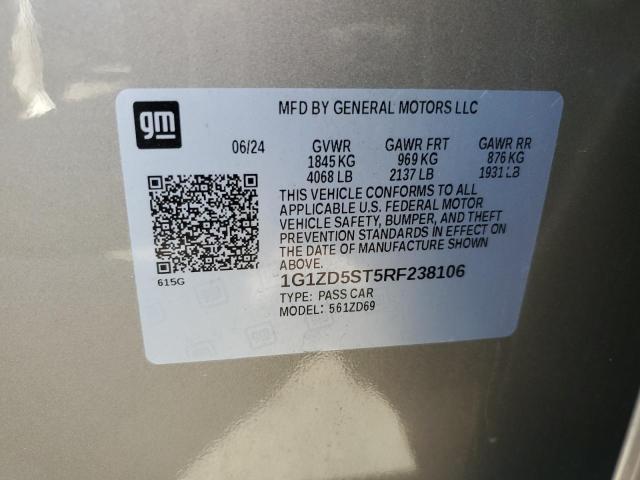 gm
MFD BY GENERAL MOTORS LLC
06/24 GVWR GAWR FRT GAWR RR
1845 KG 969 KG 876 KG
4068 LB 2137 LB 1931 LB
THIS VEHICLE CONFORMS TO ALL
APPLICABLE U.S. FEDERAL MOTOR
VEHICLE SAFETY, BUMPER, AND THEFT
PREVENTION STANDARDS IN EFFECT ON
THE DATE OF MANUFACTURE SHOWN
ABOVE.
615G
1G1ZD5ST5RF238106
TYPE: PASS CAR
MODEL: 561ZD69